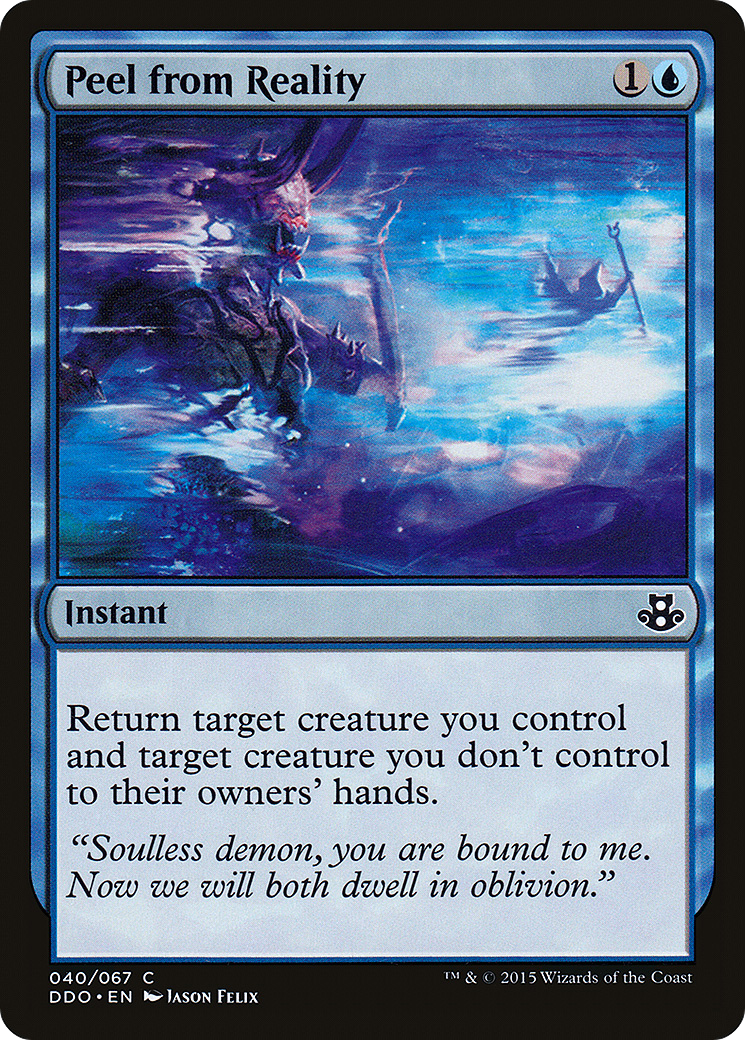 Peel from Reality 1
Instant
Return target creature you control
and target creature you don't control
to their owners' hands.
"Soulless demon, you are bound to me.
Now we will both dwell in oblivion."
040/067 C
DDO • EN Jason Felix
™ & © 2015 Wizards of the Coast